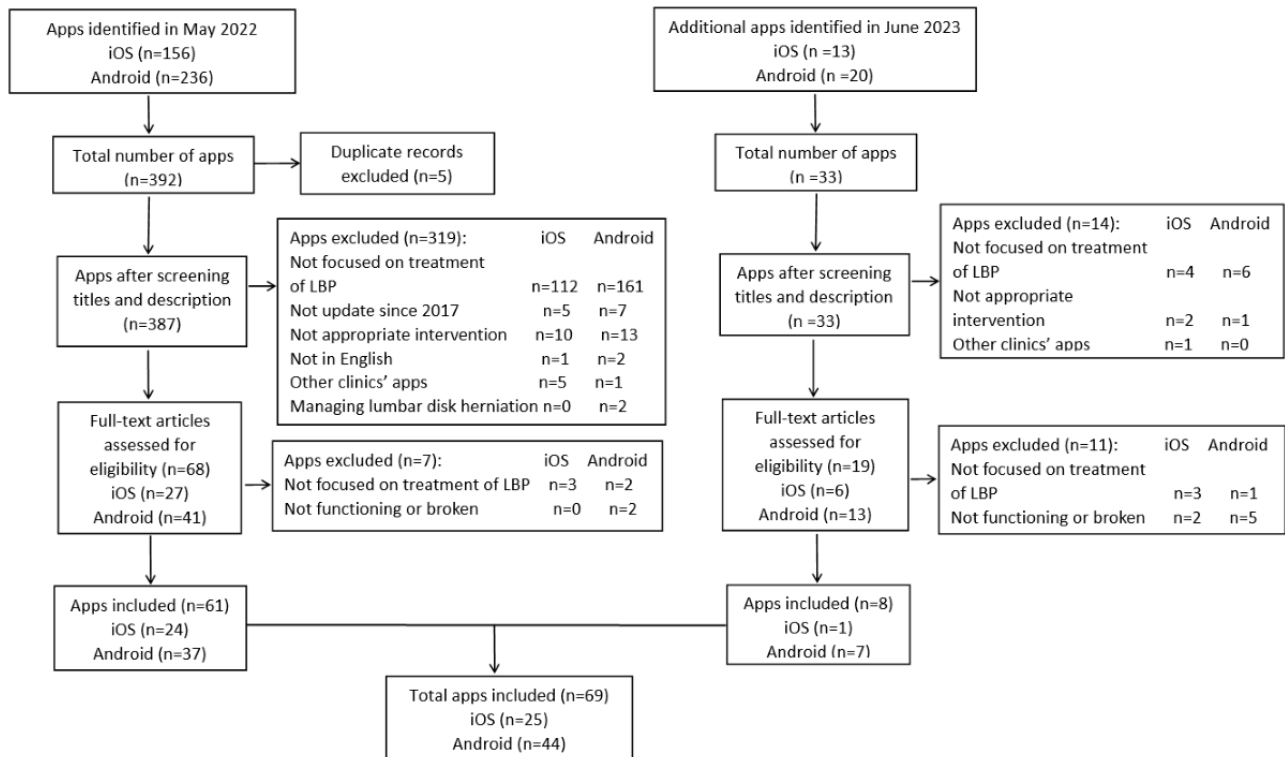 Apps identified in May 2022
iOS (n=156)
Android (n=236)
Total number of apps
(n=392)
Duplicate records
excluded (n=5)
Apps after screening
titles and description
(n=387)
Apps excluded (n=319): iOS Android
Not focused on treatment
of LBP n=112 n=161
Not update since 2017 n=5 n=7
Not appropriate intervention n=10 n=13
Not in English n=1 n=2
Other clinics’ apps n=5 n=1
Managing lumbar disk herniation n=0 n=2
Full-text articles
assessed for
eligibility (n=68)
iOS (n=27)
Android (n=41)
Apps excluded (n=7): iOS Android
Not focused on treatment of LBP n=3 n=2
Not functioning or broken n=0 n=2
Apps included (n=61)
iOS (n=24)
Android (n=37)
Additional apps identified in June 2023
iOS (n =13)
Android (n =20)
Total number of apps
(n =33)
Apps after screening
titles and description
(n =33)
Apps excluded (n=14): iOS Android
Not focused on treatment
of LBP n=4 n=6
Not appropriate
intervention n=2 n=1
Other clinics’ apps n=1 n=0
Full-text articles
assessed for
eligibility (n=19)
iOS (n=6)
Android (n=13)
Apps excluded (n=11): iOS Android
Not focused on treatment
of LBP n=3 n=1
Not functioning or broken n=2 n=5
Apps included (n=8)
iOS (n=1)
Android (n=7)
Total apps included (n=69)
iOS (n=25)
Android (n=44)